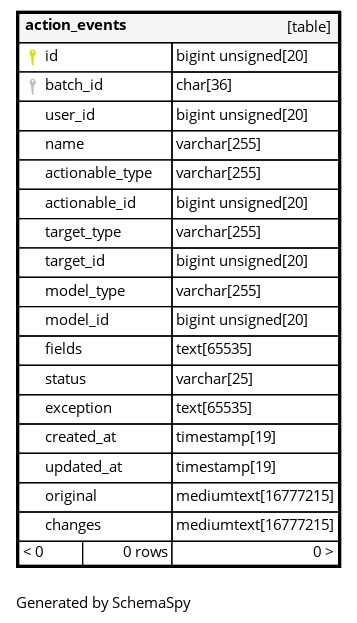 action_events [table]
id bigint unsigned[20]
batch_id char[36]
user_id bigint unsigned[20]
name varchar[255]
actionable_type varchar[255]
actionable_id bigint unsigned[20]
target_type varchar[255]
target_id bigint unsigned[20]
model_type varchar[255]
model_id bigint unsigned[20]
fields text[65535]
status varchar[25]
exception text[65535]
created_at timestamp[19]
updated_at timestamp[19]
original mediumtext[16777215]
changes mediumtext[16777215]
< 0 0 rows 0 >
Generated by SchemaSpy